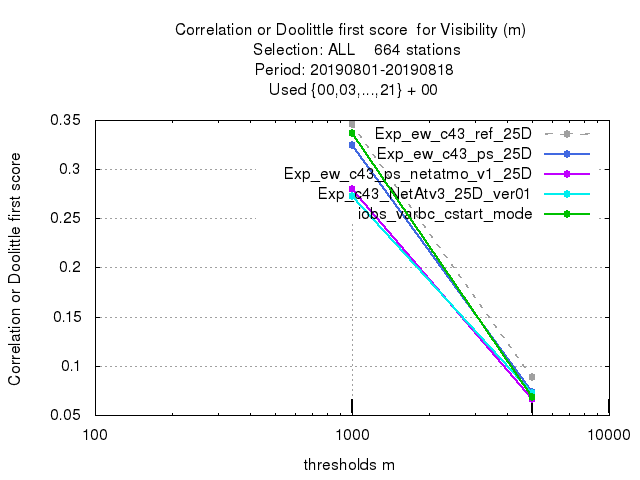 Correlation or Doolittle first score  for Visibility (m)
Selection: ALL    664 stations
Period: 20190801-20190818
Used {00,03,...,21} + 00
Correlation or Doolittle first score
0.35
0.3
0.25
0.2
0.15
0.1
0.05
Exp_ew_c43_ref_25D
Exp_ew_c43_ps_25D
Exp_ew_c43_ps_netatmo_v1_25D
Exp_c43_NetAtv3_25D_ver01
iobs_varbc_cstart_mode
100
1000
10000
thresholds m